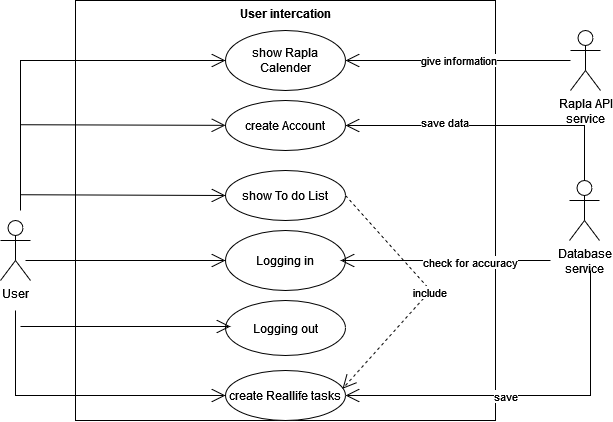 User intercation
show Rapla
Calender
give information
Rapla API
service
create Account
save data
show To do List
Logging in
check for accuracy
Database
service
User
include
Logging out
create Reallife tasks
save